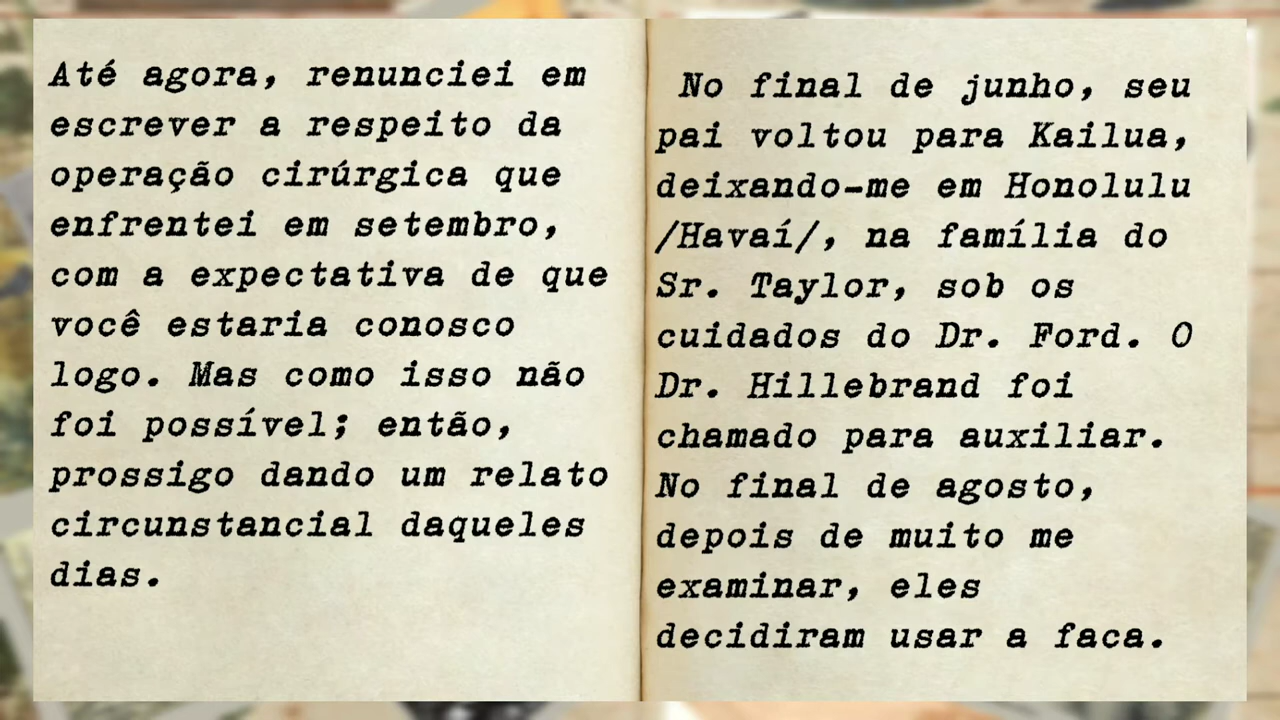 Até agora, renunciei em
escrever a respeito da
operação cirúrgica que
enfrentei em setembro,
com a expectativa de que
você estaria conosco
logo. Mas como isso não
foi possível; então,
prossigo dando um relato
circunstancial daqueles
dias.
No final de junho, seu
pai voltou para Kailua,
deixando-me em Honolulu
/Havaí/, na família do
Sr. Taylor, sob os
cuidados do Dr. Ford. O
Dr. Hillebrand foi
chamado para auxiliar.
No final de agosto,
depois de muito me
examinar, eles
decidiram usar a faca.